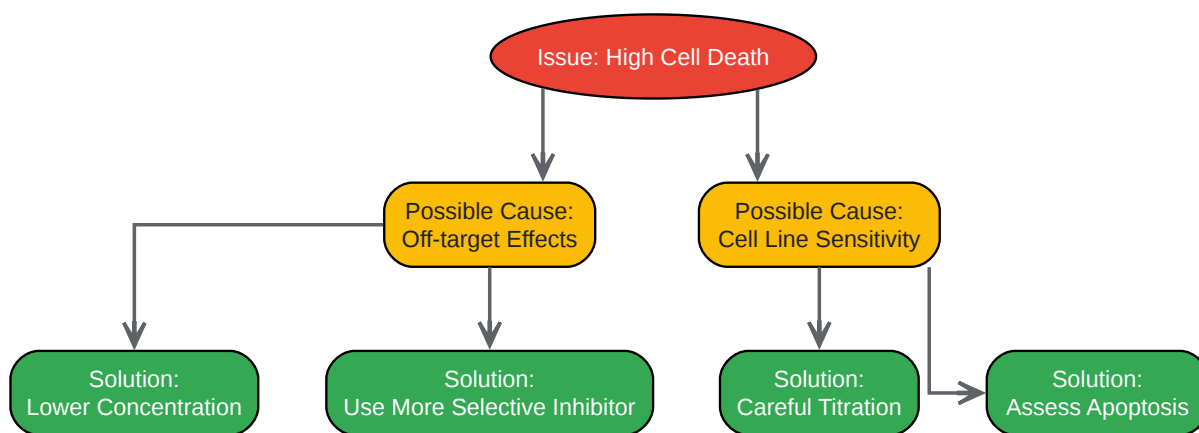 Issue: High Cell Death
Possible Cause:
Off-target Effects
Possible Cause:
Cell Line Sensitivity
Solution:
Lower Concentration
Solution:
Use More Selective Inhibitor
Solution:
Careful Titration
Solution:
Assess Apoptosis